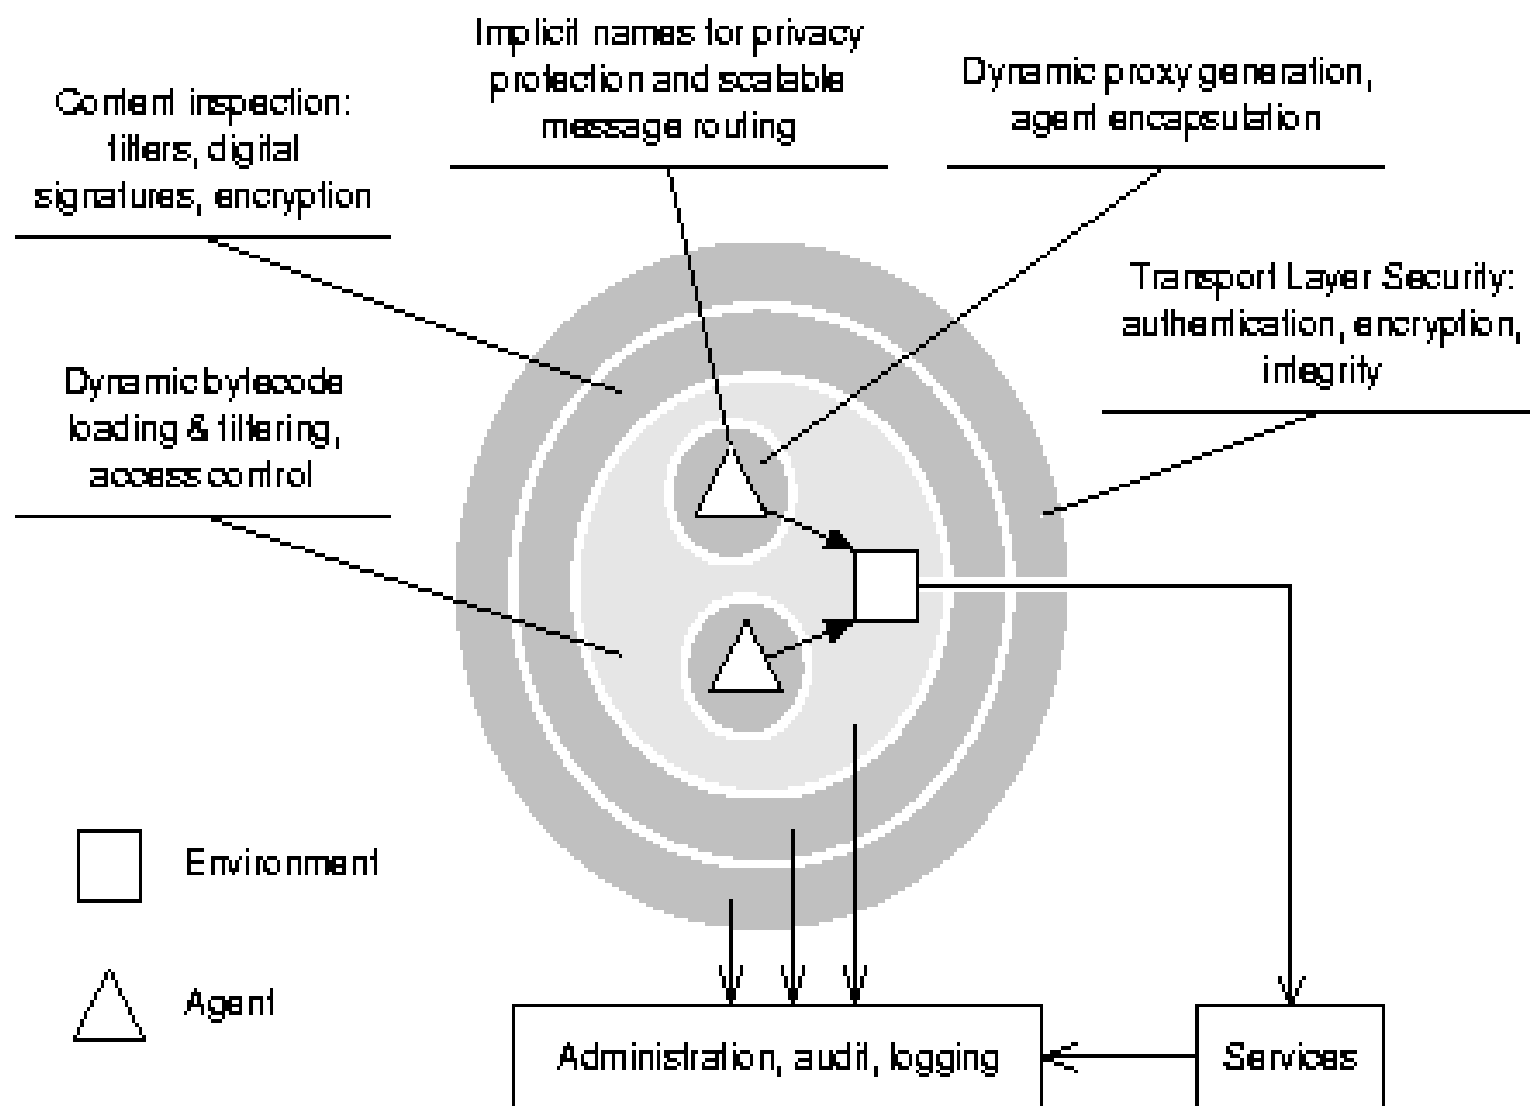 Implicit names for privacy
protection and scalable
message routing
Dynamic proxy generation,
agent encapsulation
Content inspection:
filters, digital
signatures, encryption
Transport Layer Security:
authentication, encryption,
integrity
Dynamic bytecode
loading & filtering,
access control
Environment
Agent
Administration, audit, logging
Services